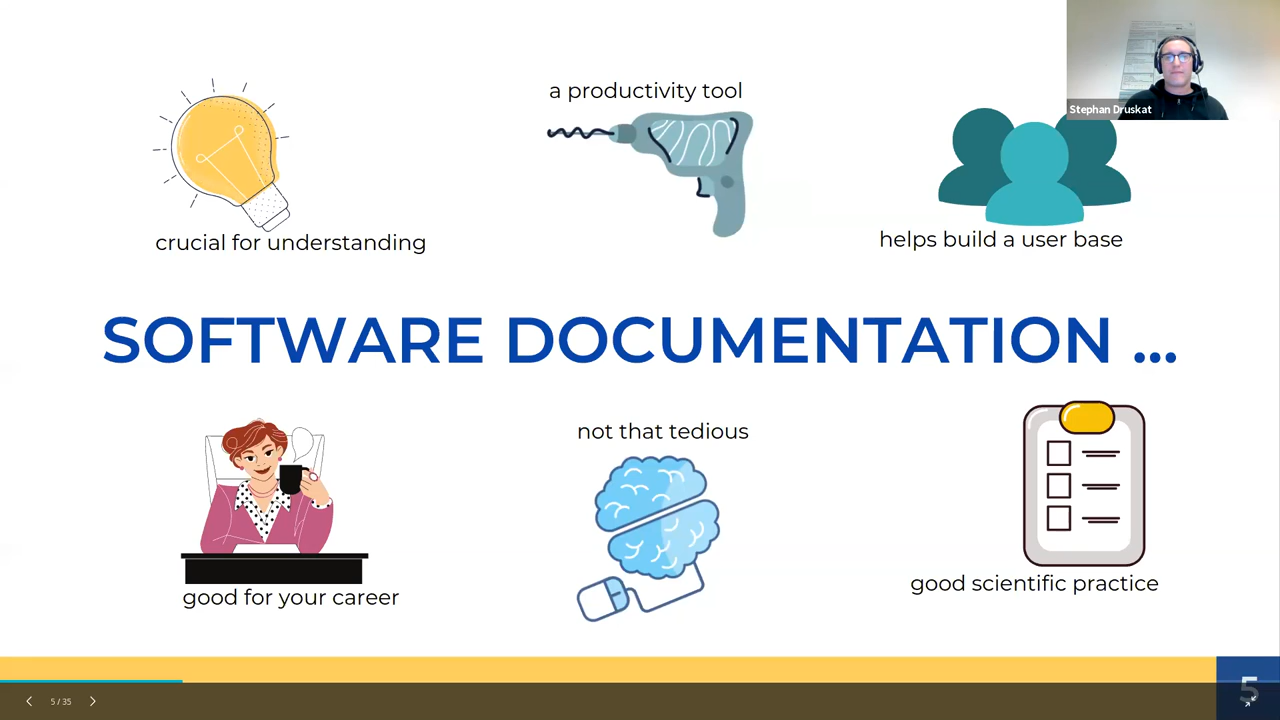 Stephan Druskat
a productivity tool
crucial for understanding
helps build a user base
SOFTWARE DOCUMENTATION ...
not that tedious
good for your career
good scientific practice
5
5 / 35